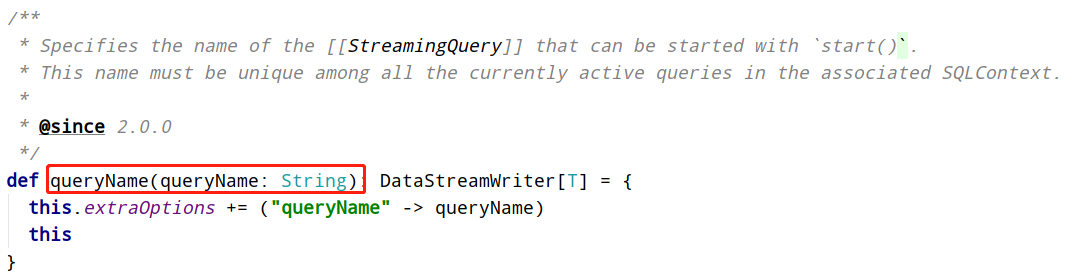 /**
 * Specifies the name of the [[StreamingQuery]] that can be started with `start()`.
 * This name must be unique among all the currently active queries in the associated SQLContext.
 *
 * @since 2.0.0
 */
def queryName(queryName: String): DataStreamWriter[T] = {
  this.extraOptions += ("queryName" -> queryName)
  this
}